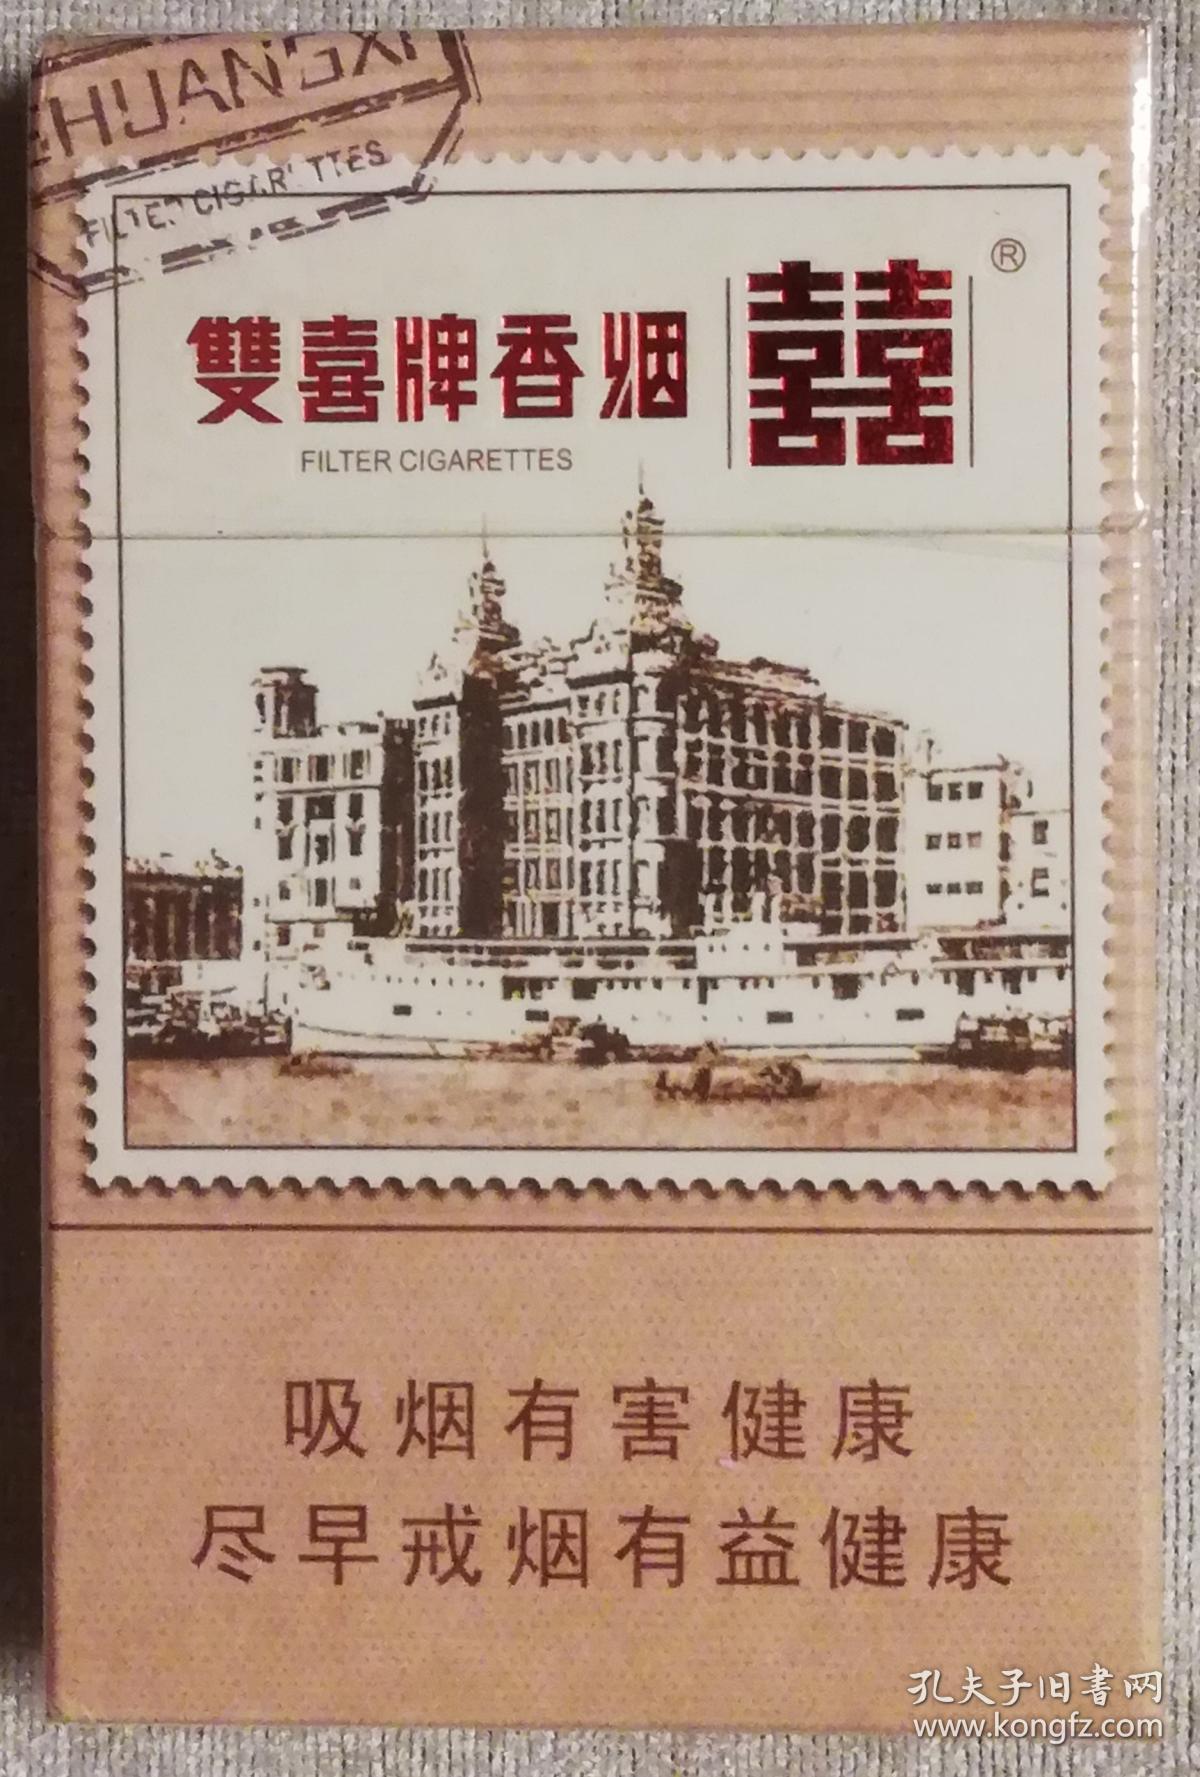 SHUANGXI
FILTER CIGARETTES
雙喜牌香烟 囍 ®
FILTER CIGARETTES
吸烟有害健康
尽早戒烟有益健康
孔夫子旧书网
www.kongfz.com